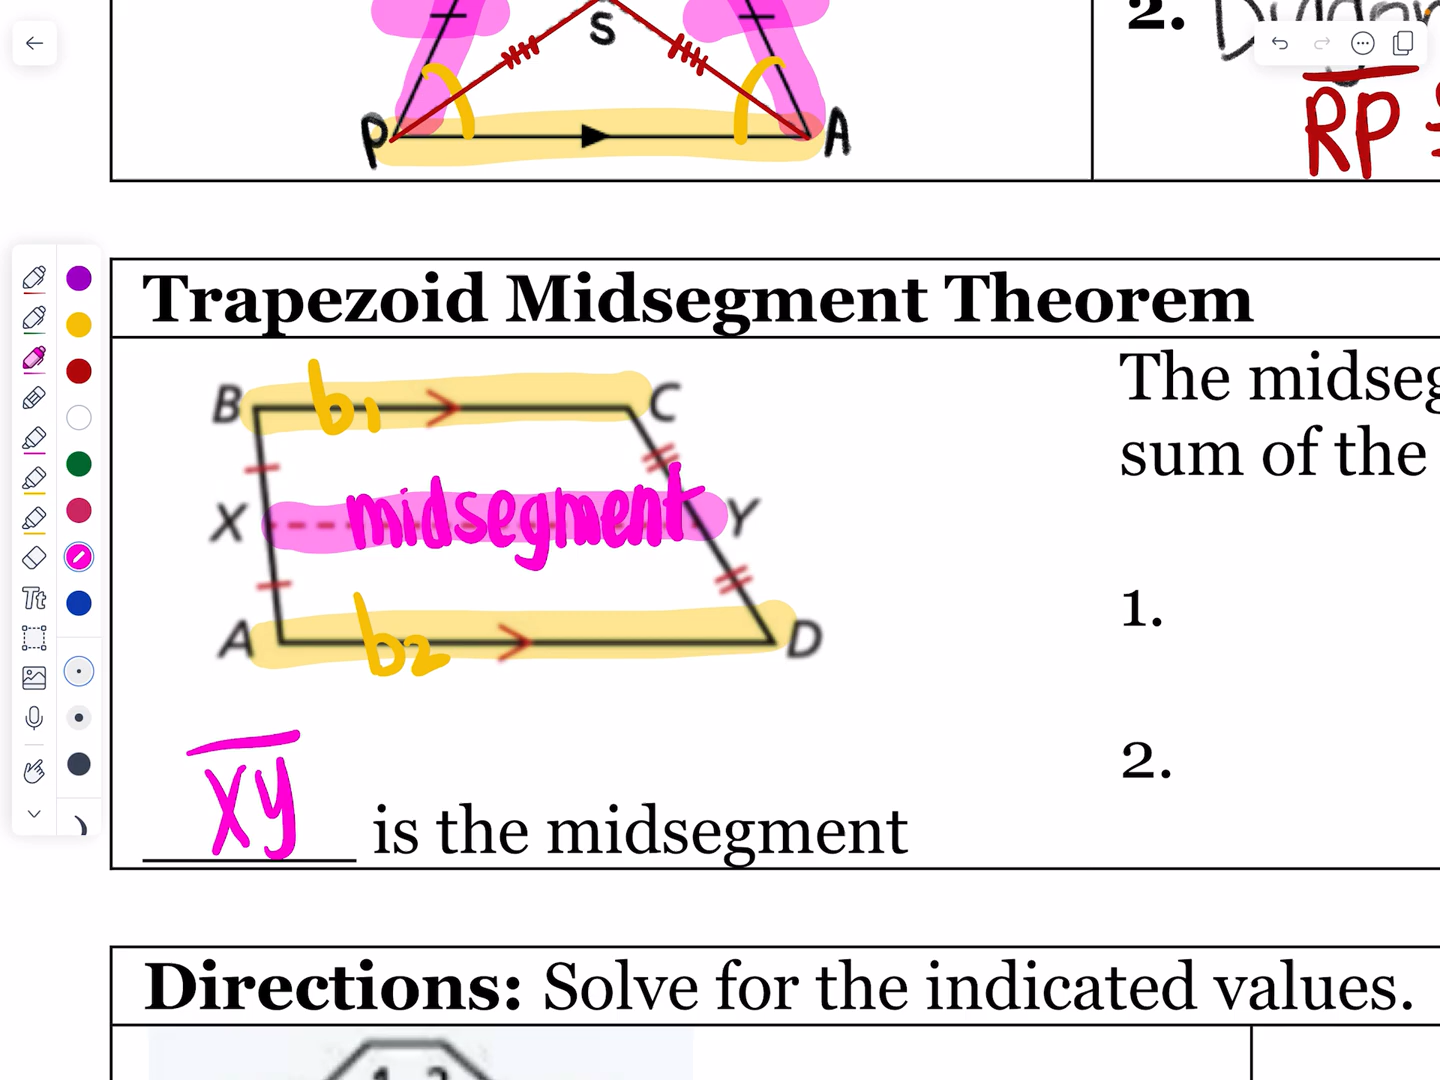 S
2.
P
A
RP
Trapezoid Midsegment Theorem
B
b1
C
X
midsegment
Y
A
b2
D
XY is the midsegment
The midseg
sum of the
1.
2.
Directions: Solve for the indicated values.
Tt